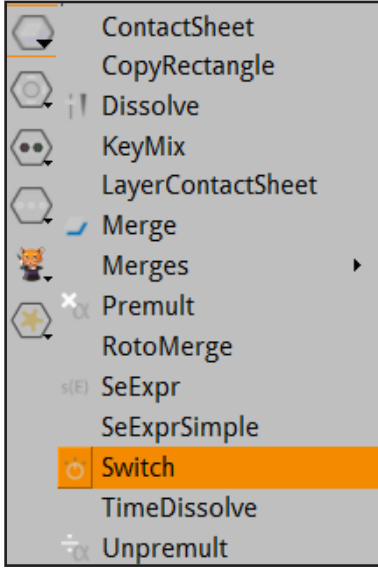 ContactSheet
CopyRectangle
Dissolve
KeyMix
LayerContactSheet
Merge
Merges
α Premult
RotoMerge
s(E) SeExpr
SeExprSimple
Switch
TimeDissolve
α Unpremult